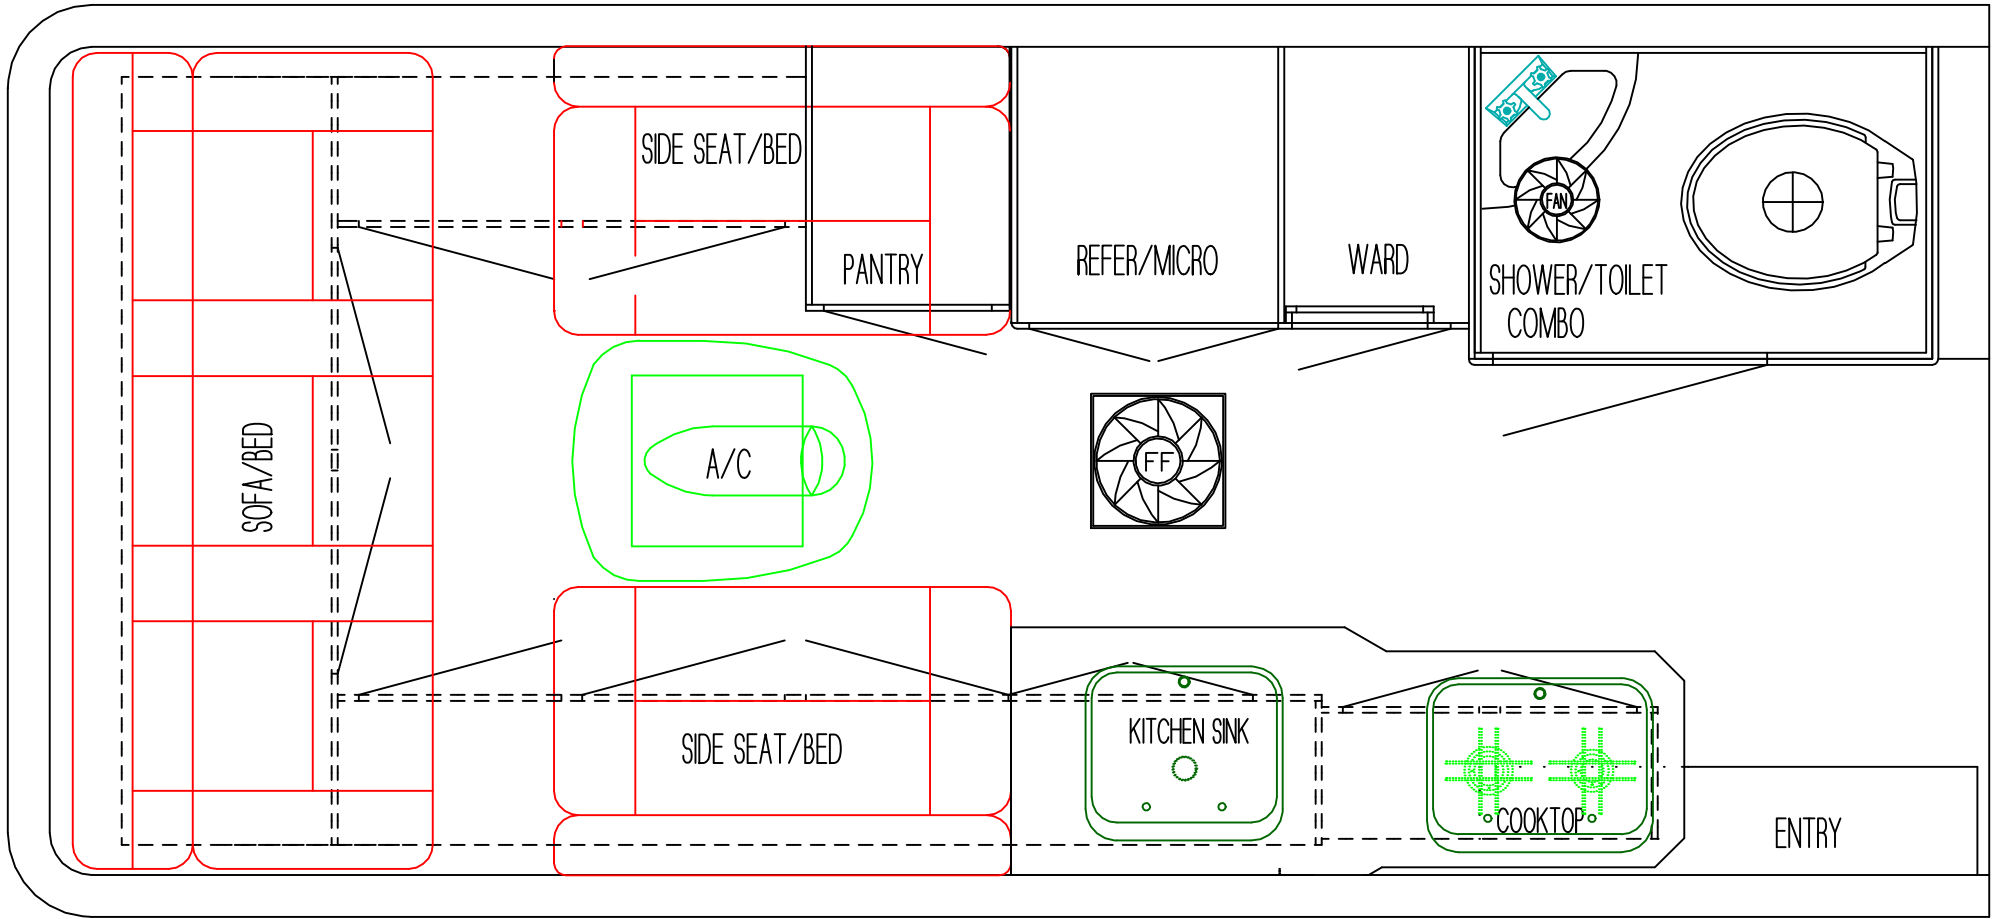 SIDE SEAT/BED
PANTRY
REFER/MICRO
WARD
FAN
SHOWER/TOILET
COMBO
SOFA/BED
A/C
FF
SIDE SEAT/BED
KITCHEN SINK
COOKTOP
ENTRY